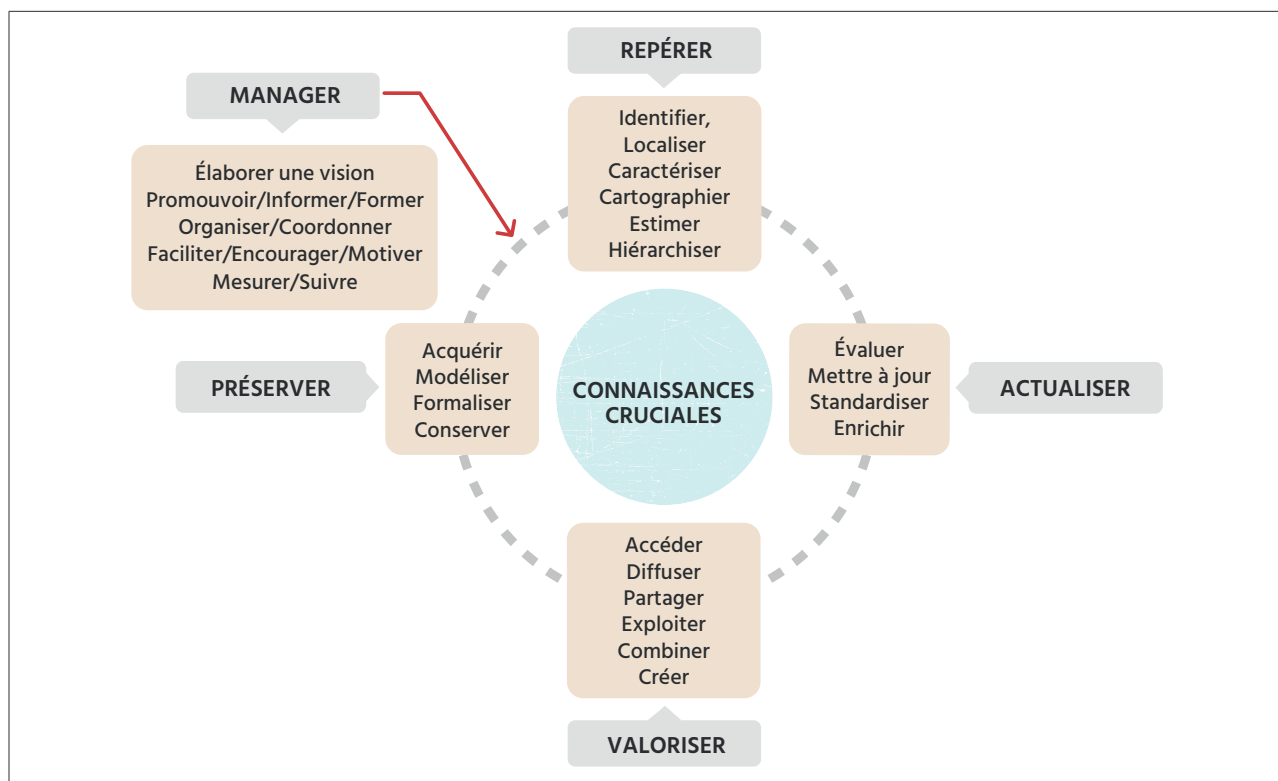 REPÉRER
Identifier,
Localiser
Caractériser
Cartographier
Estimer
Hiérarchiser
MANAGER
Élaborer une vision
Promouvoir/Informer/Former
Organiser/Coordonner
Faciliter/Encourager/Motiver
Mesurer/Suivre
PRÉSERVER
Acquérir
Modéliser
Formaliser
Conserver
CONNAISSANCES
CRUCIALES
Évaluer
Mettre à jour
Standardiser
Enrichir
ACTUALISER
Accéder
Diffuser
Partager
Exploiter
Combiner
Créer
VALORISER